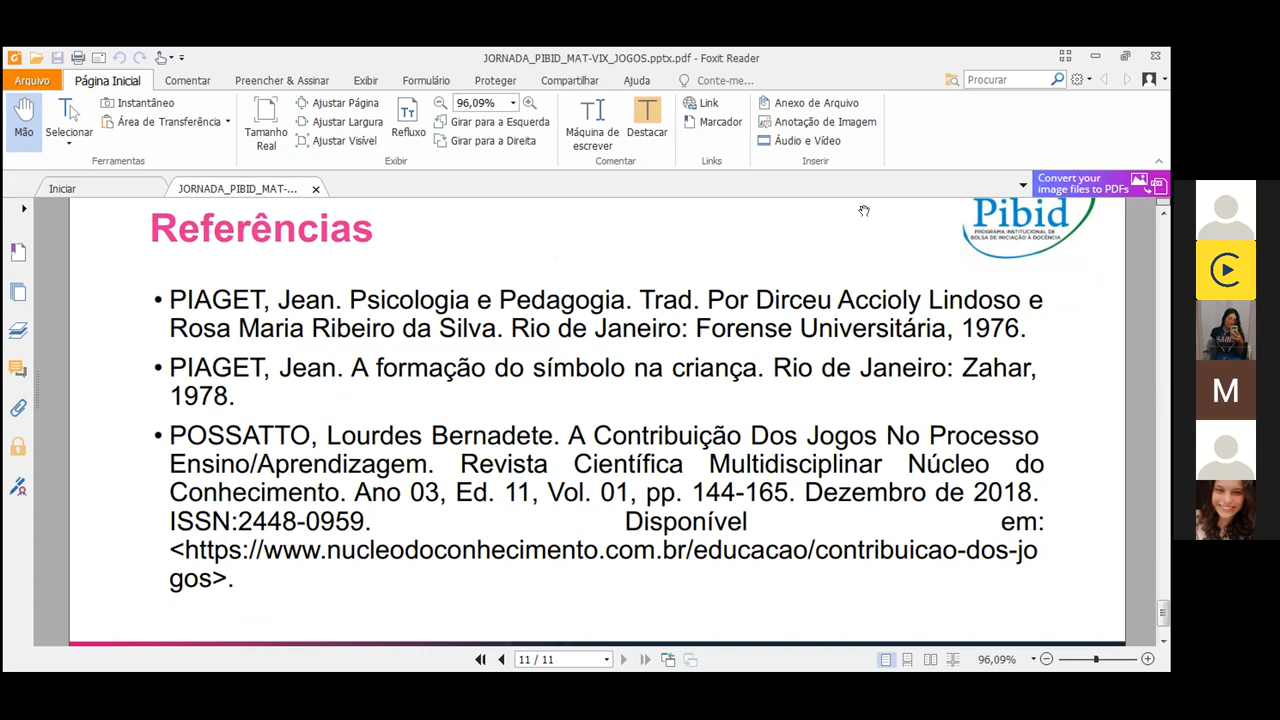 JORNADA_PIBID_MAT-VIX_JOGOS.pptx.pdf - Foxit Reader
Arquivo Página Inicial Comentar Preencher & Assinar Exibir Formulário Proteger Compartilhar Ajuda Conte-me... Procurar
Mão
Selecionar
Instantâneo
Área de Transferência
Ferramentas
Tamanho Real
Ajustar Página
Ajustar Largura
Ajustar Visível
Refluxo
96,09%
Girar para a Esquerda
Girar para a Direita
Exibir
Máquina de escrever
Destacar
Comentar
Link
Marcador
Links
Anexo de Arquivo
Anotação de Imagem
Áudio e Vídeo
Inserir
Iniciar JORNADA_PIBID_MAT-...
Convert your
image files to PDFs
Referências
Pibid
PROGRAMA INSTITUCIONAL DE
BOLSA DE INICIAÇÃO À DOCÊNCIA
• PIAGET, Jean. Psicologia e Pedagogia. Trad. Por Dirceu Accioly Lindoso e
Rosa Maria Ribeiro da Silva. Rio de Janeiro: Forense Universitária, 1976.
• PIAGET, Jean. A formação do símbolo na criança. Rio de Janeiro: Zahar,
1978.
• POSSATTO, Lourdes Bernadete. A Contribuição Dos Jogos No Processo
Ensino/Aprendizagem. Revista Científica Multidisciplinar Núcleo do
Conhecimento. Ano 03, Ed. 11, Vol. 01, pp. 144-165. Dezembro de 2018.
ISSN:2448-0959. Disponível em:
<https://www.nucleodoconhecimento.com.br/educacao/contribuicao-dos-jo
gos>.
M
11 / 11
96,09%